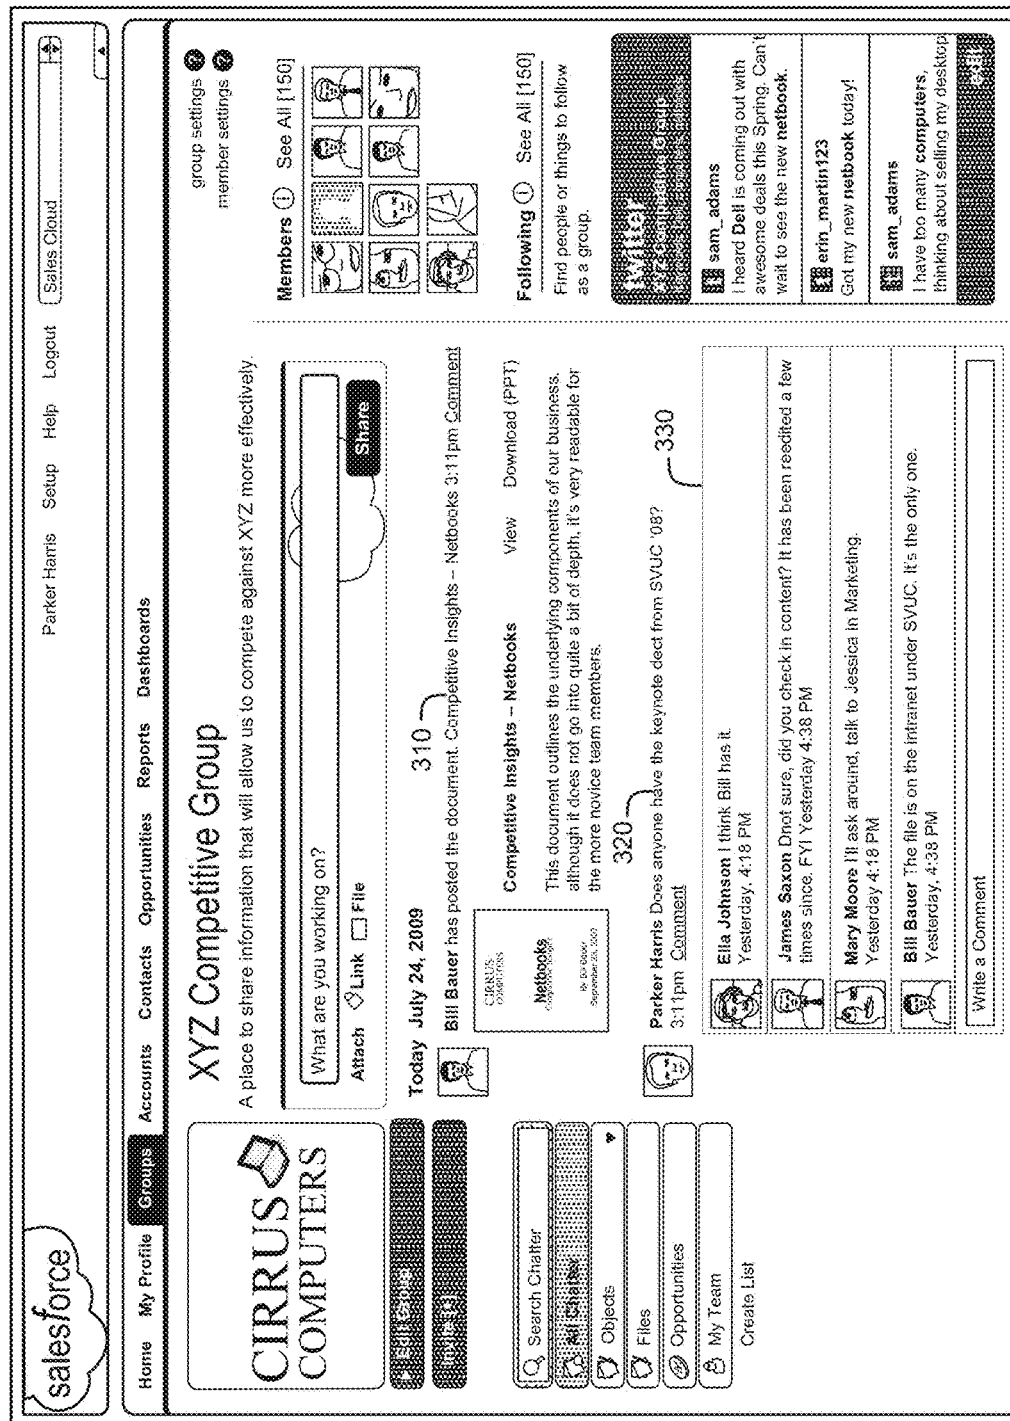 salesforce
Parker Harris Setup Help Logout Sales Cloud
Home My Profile Groups Accounts Contacts Opportunities Reports Dashboards
CIRRUS
COMPUTERS
Edit Group
Search Chatter
All Chatter
Objects
Files
Opportunities
My Team
Create List
XYZ Competitive Group
A place to share information that will allow us to compete against XYZ more effectively.
What are you working on?
Attach Link File
Share
Today July 24, 2009
310
Bill Bauer has posted the document. Competitive Insights – Netbooks 3:11pm Comment
CIRRUS
COMPUTERS
Netbooks
Competitive Insights – Netbooks View Download (PPT)
This document outlines the underlying components of our business.
although it does not go into quite a bit of depth, it's very readable for
the more novice team members.
320
Parker Harris Does anyone have the keynote dect from SVUC '08?
3:11pm Comment
330
Ella Johnson I think Bill has it.
Yesterday, 4:18 PM
James Saxon Dnot sure, did you check in content? It has been reedited a few
times since. FYI Yesterday 4:38 PM
Mary Moore I'll ask around, talk to Jessica in Marketing.
Yesterday 4:18 PM
Bill Bauer The file is on the intranet under SVUC. It's the only one.
Yesterday, 4:38 PM
Write a Comment
group settings ?
member settings ?
Members See All [150]
Following See All [150]
Find people or things to follow
as a group.
twitter
sam_adams
I heard Dell is coming out with
awesome deals this Spring. Can't
wait to see the new netbook.
erin_martin123
Got my new netbook today!
sam_adams
I have too many computers,
thinking about selling my desktop
edit